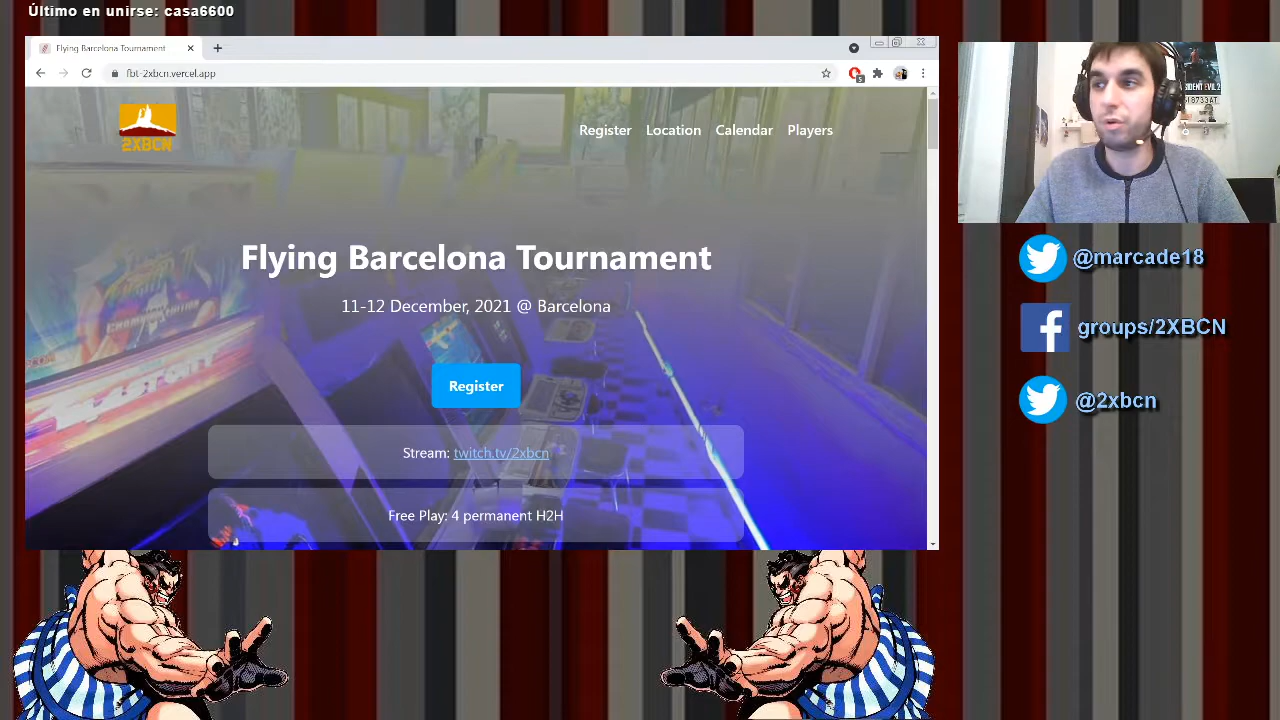 Último en unirse: casa6600
Flying Barcelona Tournament
fbt-2xbcn.vercel.app
5
2XBCN
Register Location Calendar Players
Flying Barcelona Tournament
11-12 December, 2021 @ Barcelona
Register
Stream: twitch.tv/2xbcn
Free Play: 4 permanent H2H
@marcade18
groups/2XBCN
@2xbcn